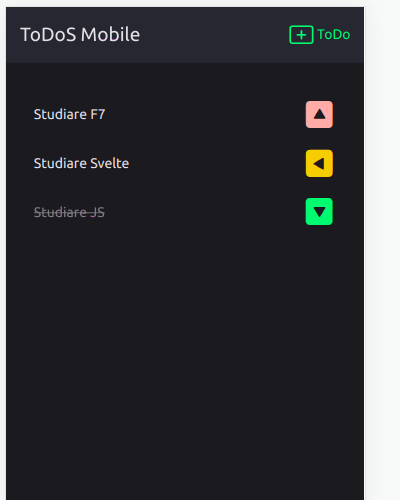 ToDoS Mobile
ToDo
Studiare F7
Studiare Svelte
Studiare JS